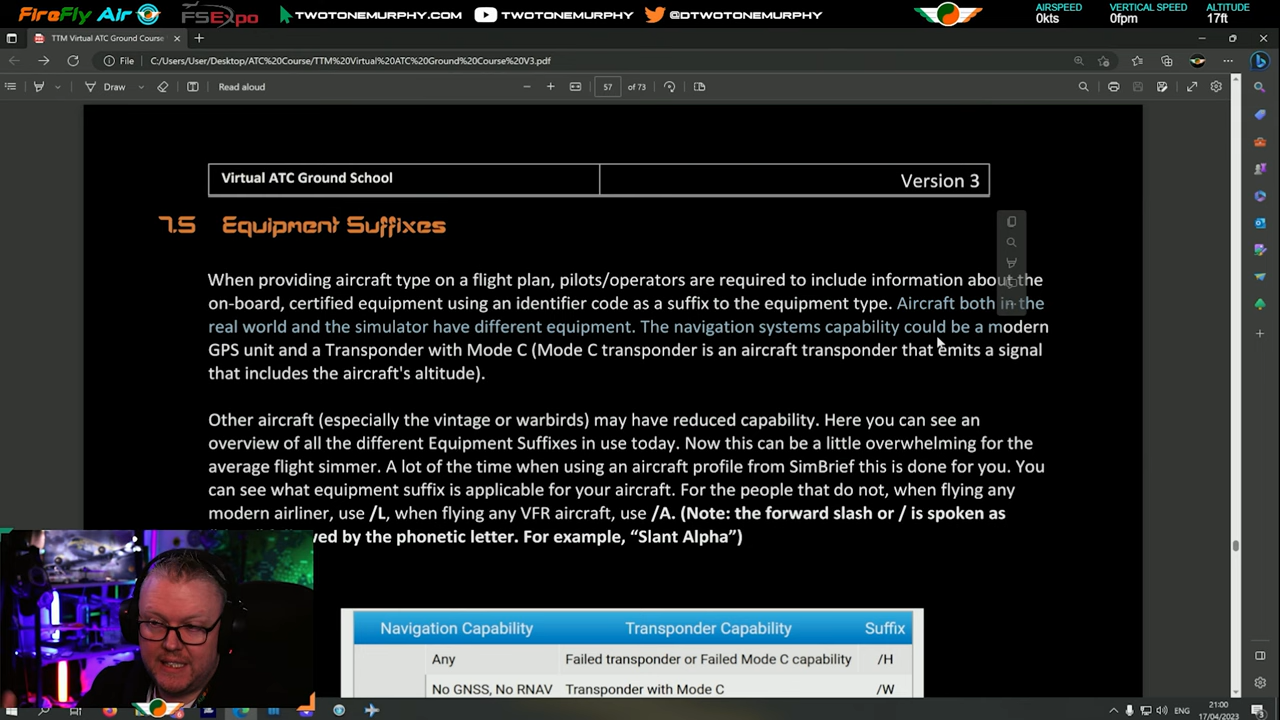 FireFly Air
FSExpo
TWOTONEMURPHY.COM
TWOTONEMURPHY
@DTWOTONEMURPHY
AIRSPEED
0kts
VERTICAL SPEED
0fpm
ALTITUDE
17ft
TTM Virtual ATC Ground Course
File
C:/Users/User/Desktop/ATC%20Course/TTM%20Virtual%20ATC%20Ground%20Course%20V3.pdf
Draw
Read aloud
57 of 73
Virtual ATC Ground School
Version 3
7.5 Equipment Suffixes
When providing aircraft type on a flight plan, pilots/operators are required to include information about the
on-board, certified equipment using an identifier code as a suffix to the equipment type. Aircraft both in the
real world and the simulator have different equipment. The navigation systems capability could be a modern
GPS unit and a Transponder with Mode C (Mode C transponder is an aircraft transponder that emits a signal
that includes the aircraft's altitude).
Other aircraft (especially the vintage or warbirds) may have reduced capability. Here you can see an
overview of all the different Equipment Suffixes in use today. Now this can be a little overwhelming for the
average flight simmer. A lot of the time when using an aircraft profile from SimBrief this is done for you. You
can see what equipment suffix is applicable for your aircraft. For the people that do not, when flying any
modern airliner, use /L, when flying any VFR aircraft, use /A. (Note: the forward slash or / is spoken as
by the phonetic letter. For example, “Slant Alpha”)
Navigation Capability Transponder Capability Suffix
Any Failed transponder or Failed Mode C capability /H
No GNSS, No RNAV Transponder with Mode C /W
ENG
21:00
17/04/2023